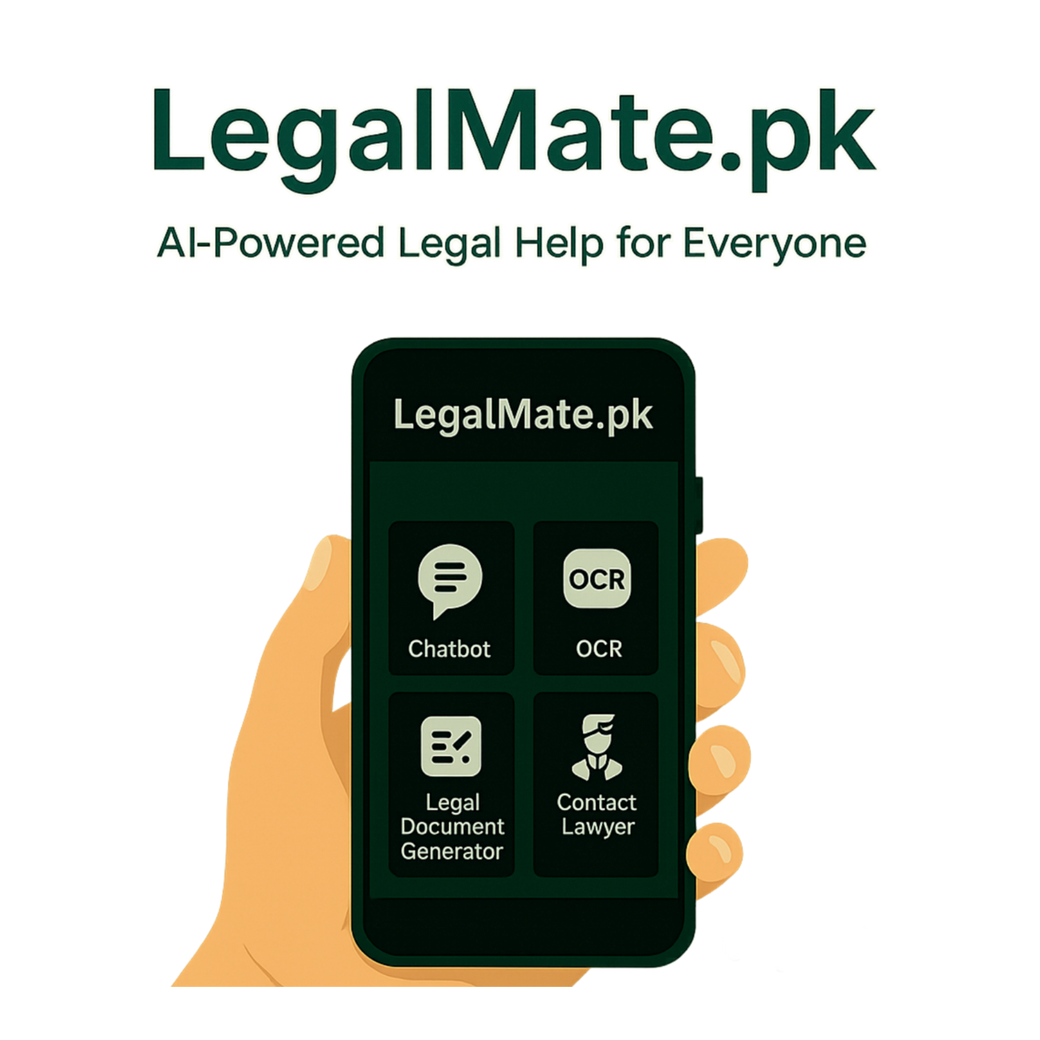 LegalMate.pk
AI-Powered Legal Help for Everyone
LegalMate.pk
Chatbot
OCR
OCR
Legal
Document
Generator
Contact
Lawyer